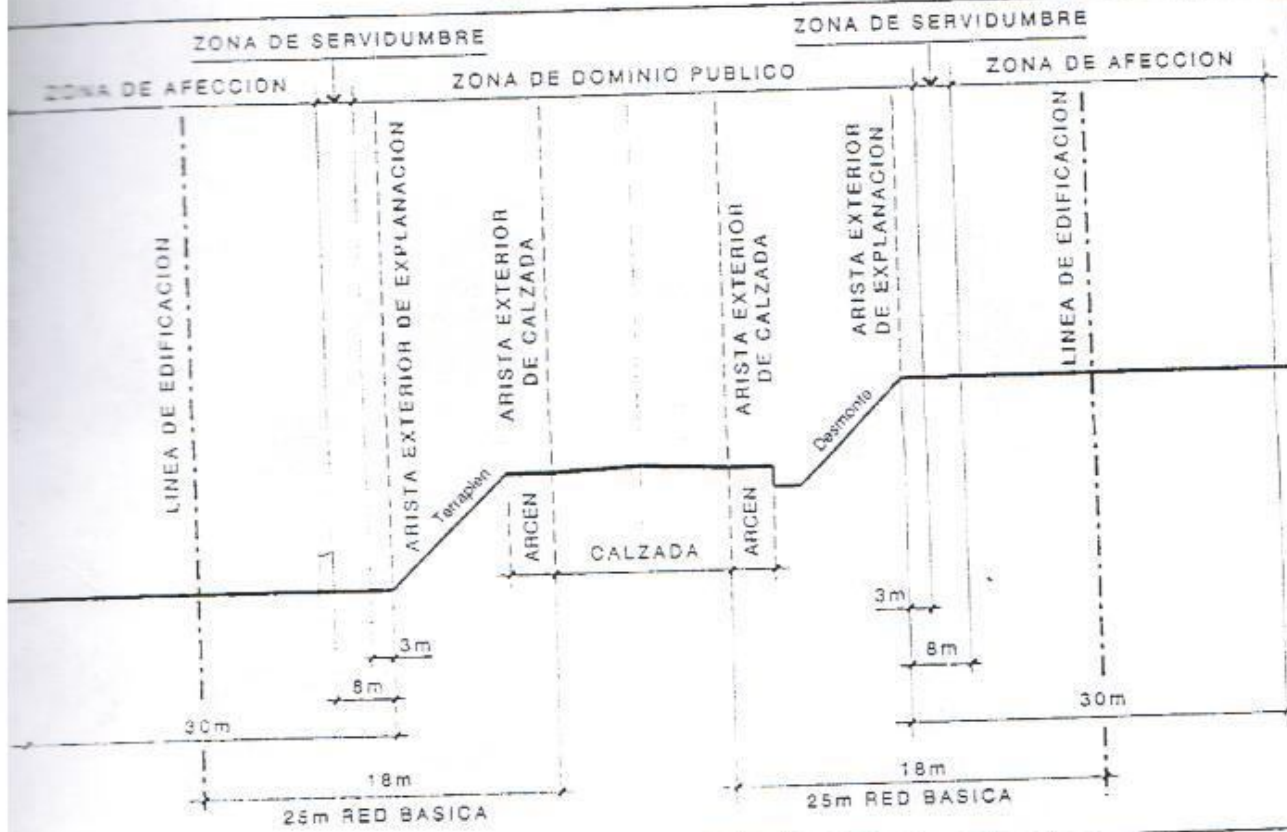 ZONA DE SERVIDUMBRE
ZONA DE SERVIDUMBRE
ZONA DE AFECCION
ZONA DE DOMINIO PUBLICO
ZONA DE AFECCION
LINEA DE EDIFICACION
ARISTA EXTERIOR DE EXPLANACION
ARISTA EXTERIOR
DE CALZADA
ARISTA EXTERIOR
DE CALZADA
ARISTA EXTERIOR
DE EXPLANACION
LINEA DE EDIFICACION
Terraplen
Desmonte
ARCEN
CALZADA
ARCEN
3m
3m
8m
8m
30m
30m
18m
25m RED BASICA
18m
25m RED BASICA